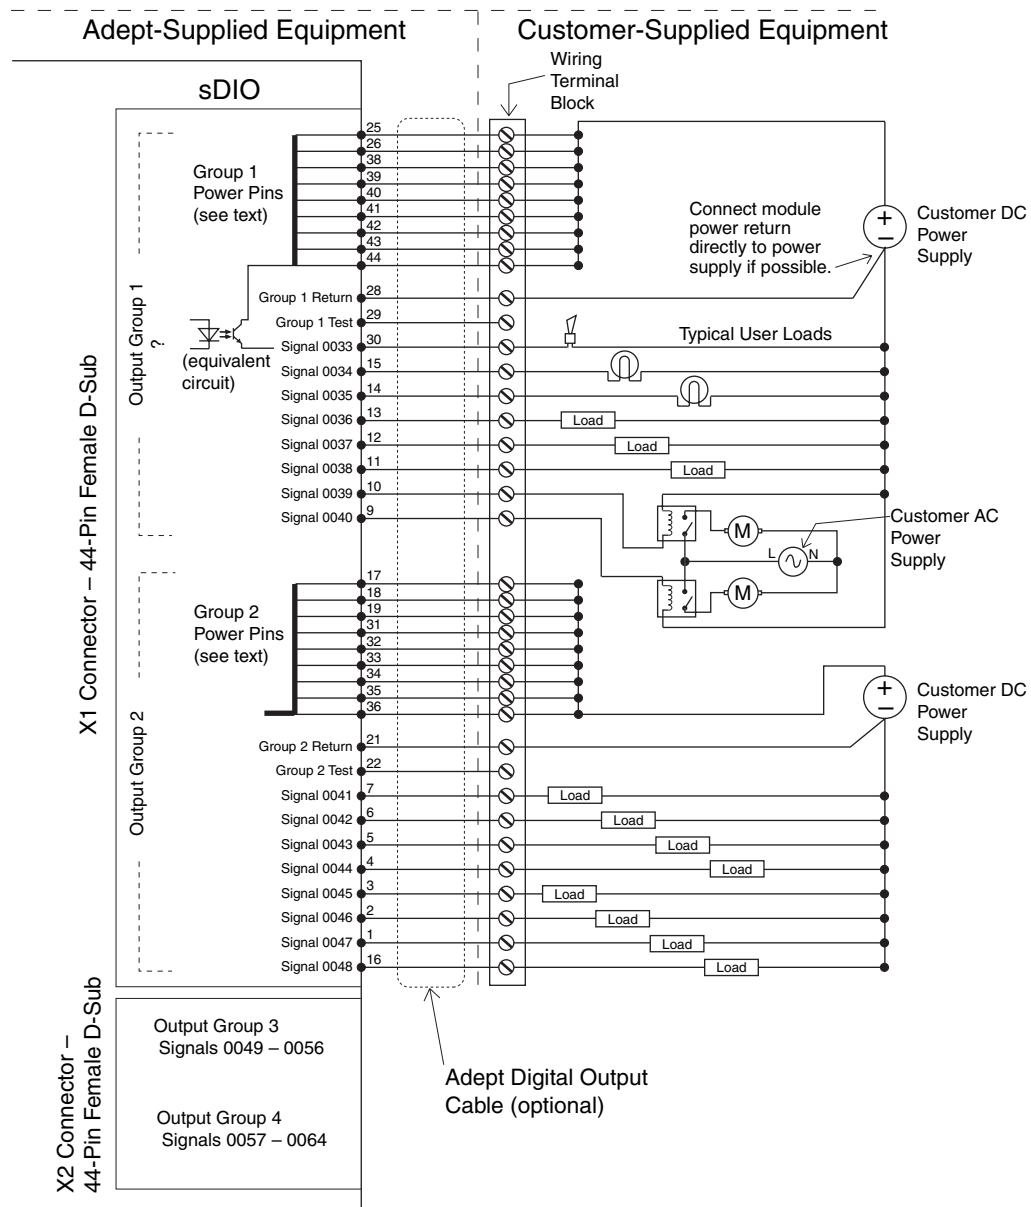 Adept-Supplied Equipment
Customer-Supplied Equipment
Wiring
Terminal
Block
sDIO
X1 Connector – 44-Pin Female D-Sub
Output Group 1
?
Group 1
Power Pins
(see text)
25
26
38
39
40
41
42
43
44
Connect module
power return
directly to power
supply if possible.
+
–
Customer DC
Power
Supply
(equivalent
circuit)
Group 1 Return 28
Group 1 Test 29
Signal 0033 30
Typical User Loads
Signal 0034 15
Signal 0035 14
Signal 0036 13 Load
Signal 0037 12 Load
Signal 0038 11 Load
Signal 0039 10
Signal 0040 9
M
L N
M
Customer AC
Power
Supply
Output Group 2
Group 2
Power Pins
(see text)
17
18
19
31
32
33
34
35
36
+
–
Customer DC
Power
Supply
Group 2 Return 21
Group 2 Test 22
Signal 0041 7 Load
Signal 0042 6 Load
Signal 0043 5 Load
Signal 0044 4 Load
Signal 0045 3 Load
Signal 0046 2 Load
Signal 0047 1 Load
Signal 0048 16 Load
X2 Connector –
44-Pin Female D-Sub
Output Group 3
Signals 0049 – 0056
Output Group 4
Signals 0057 – 0064
Adept Digital Output
Cable (optional)